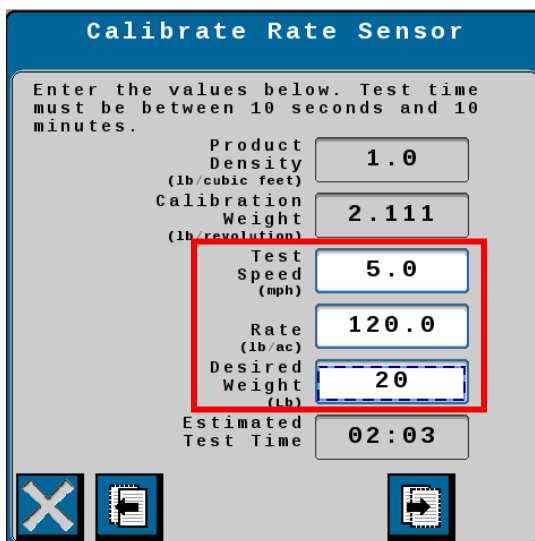 Calibrate Rate Sensor
Enter the values below. Test time
must be between 10 seconds and 10
minutes.
Product
Density
(lb/cubic feet)
1.0
Calibration
Weight
(lb/revolution)
2.111
Test
Speed
(mph)
5.0
Rate
(lb/ac)
120.0
Desired
Weight
(Lb)
20
Estimated
Test Time
02:03